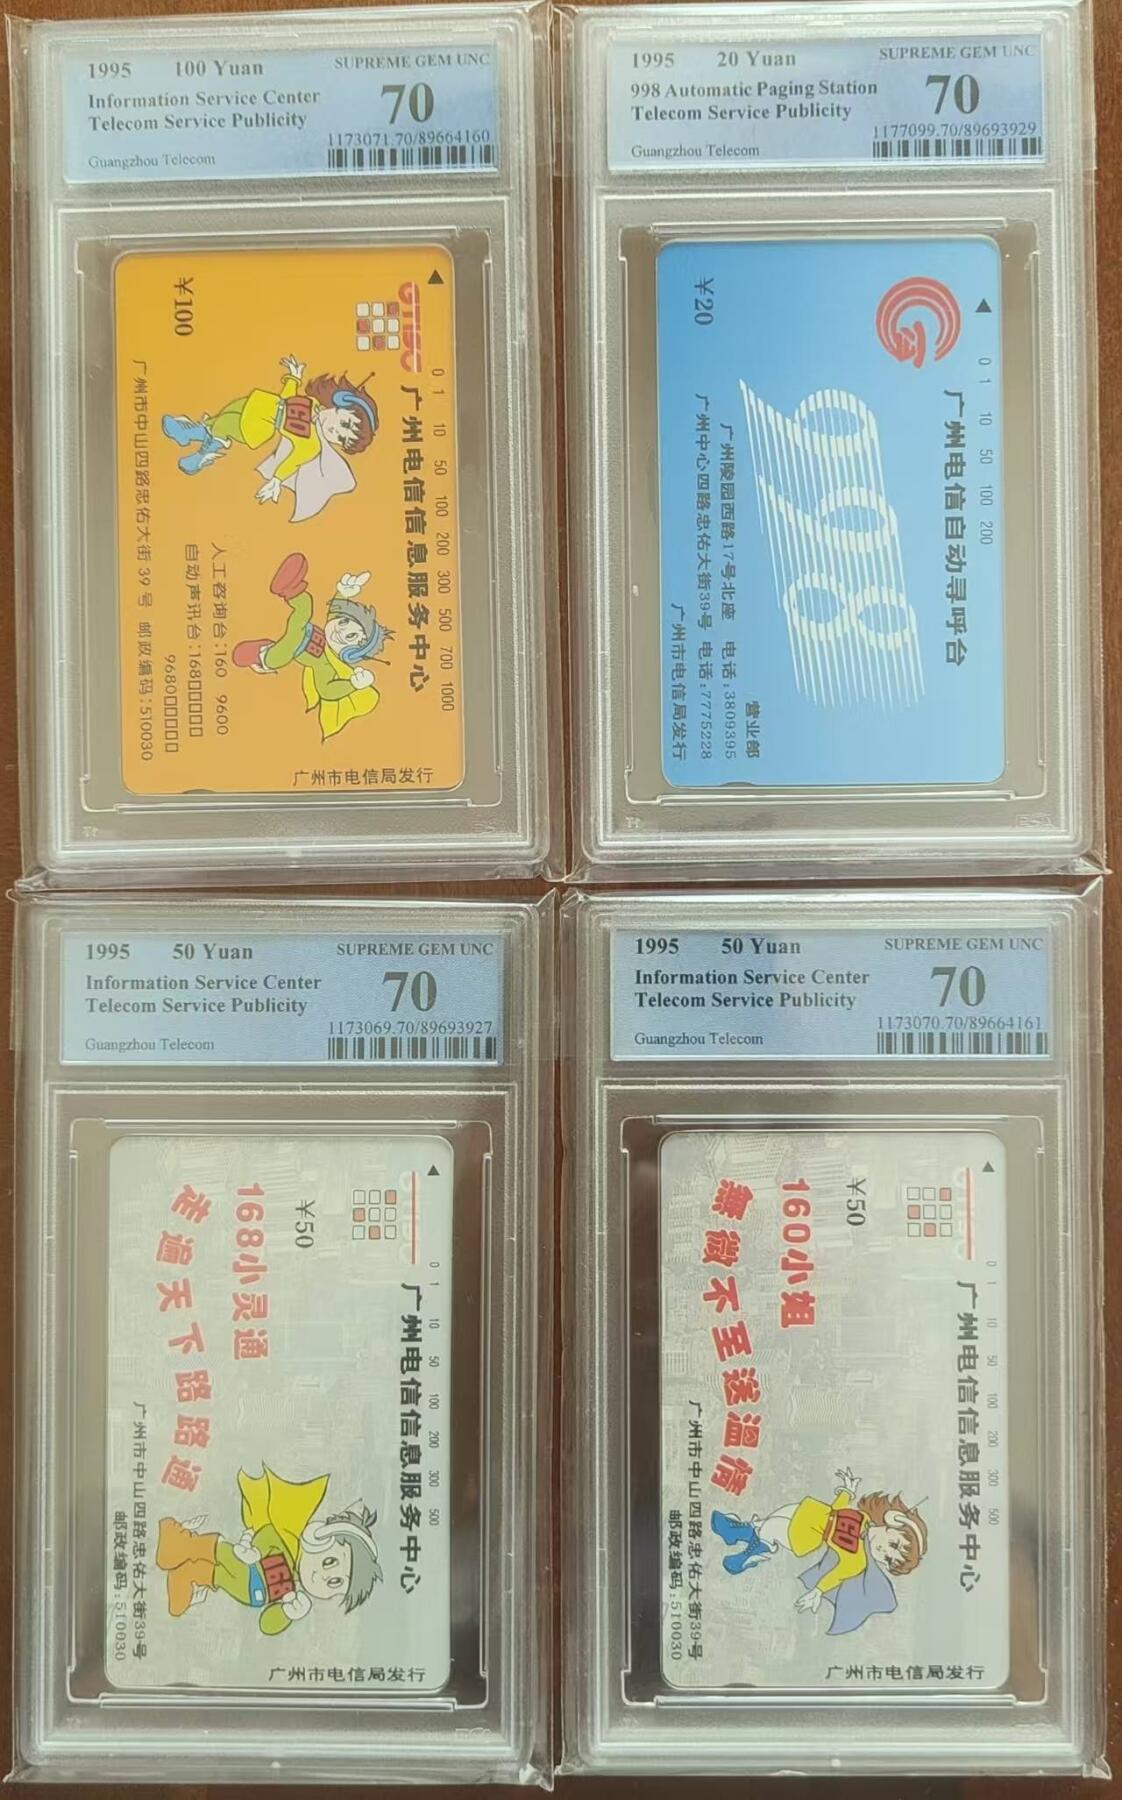 1995 100 Yuan SUPREME GEM UNC
Information Service Center
Telecom Service Publicity
70
1173071.70/89664160
Guangzhou Telecom
GTISC
广州电信信息服务中心
0 1 10 50 100 200 300 500 700 1000
¥100
160
168
人工咨询台:160 9600
自动声讯台:168□□□□□
9680□□□□□
广州市中山四路忠佑大街39号 邮政编码:510030
广州市电信局发行
1995 20 Yuan SUPREME GEM UNC
998 Automatic Paging Station
Telecom Service Publicity
70
1177099.70/89693929
Guangzhou Telecom
广州电信自动寻呼台
0 1 10 50 100 200
¥20
998
营业部
广州陵园西路17号北座 电话:3809395
广州中心四路忠佑大街39号 电话:7775228
广州市电信局发行
1995 50 Yuan SUPREME GEM UNC
Information Service Center
Telecom Service Publicity
70
1173069.70/89693927
Guangzhou Telecom
广州电信信息服务中心
0 1 10 50 100 200 300 500
¥50
168小灵通
走遍天下路路通
168
广州市中山四路忠佑大街39号
邮政编码:510030
广州市电信局发行
1995 50 Yuan SUPREME GEM UNC
Information Service Center
Telecom Service Publicity
70
1173070.70/89664161
Guangzhou Telecom
广州电信信息服务中心
0 1 10 50 100 200 300 500
¥50
160小姐
無微不至送溫情
160
广州市中山四路忠佑大街39号
邮政编码:510030
广州市电信局发行